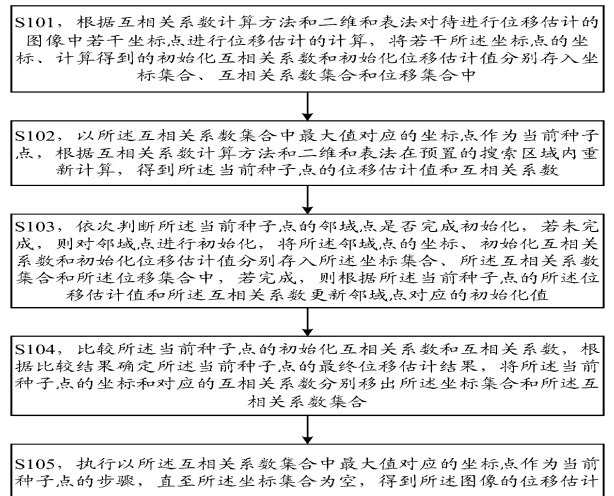 S101，根据互相关系数计算方法和二维和表法对待进行位移估计的
图像中若干坐标点进行位移估计的计算，将若干所述坐标点的坐
标、计算得到的初始化互相关系数和初始化位移估计值分别存入坐
标集合、互相关系数集合和位移集合中
S102，以所述互相关系数集合中最大值对应的坐标点作为当前种子
点，根据互相关系数计算方法和二维和表法在预置的搜索区域内重
新计算，得到所述当前种子点的位移估计值和互相关系数
S103，依次判断所述当前种子点的邻域点是否完成初始化，若未完
成，则对邻域点进行初始化，将所述邻域点的坐标、初始化互相关
系数和初始化位移估计值分别存入所述坐标集合、所述互相关系数
集合和所述位移集合中，若完成，则根据所述当前种子点的所述位
移估计值和所述互相关系数更新邻域点对应的初始化值
S104，比较所述当前种子点的初始化互相关系数和互相关系数，根
据比较结果确定所述当前种子点的最终位移估计结果，将所述当前
种子点的坐标和对应的互相关系数分别移出所述坐标集合和所述互
相关系数集合
S105，执行以所述互相关系数集合中最大值对应的坐标点作为当前
种子点的步骤，直至所述坐标集合为空，得到所述图像的位移估计